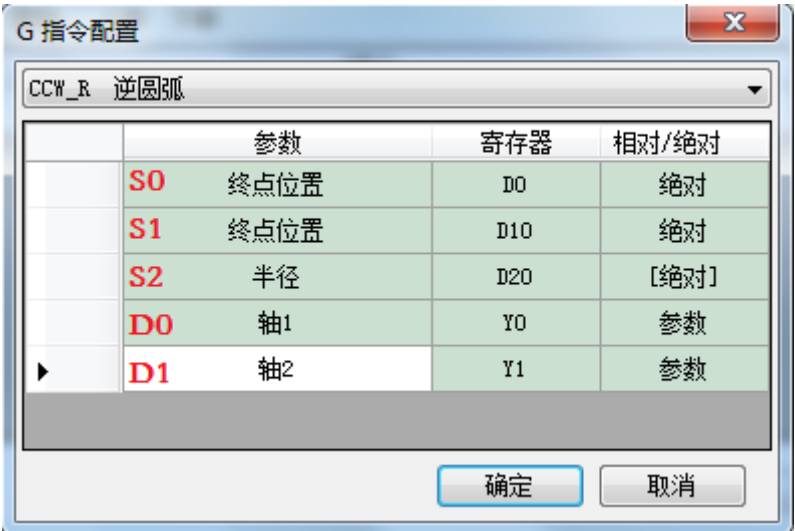 G 指令配置
CCW_R 逆圆弧
参数 寄存器 相对/绝对
S0 终点位置 D0 绝对
S1 终点位置 D10 绝对
S2 半径 D20 [绝对]
D0 轴1 Y0 参数
D1 轴2 Y1 参数
确定 取消